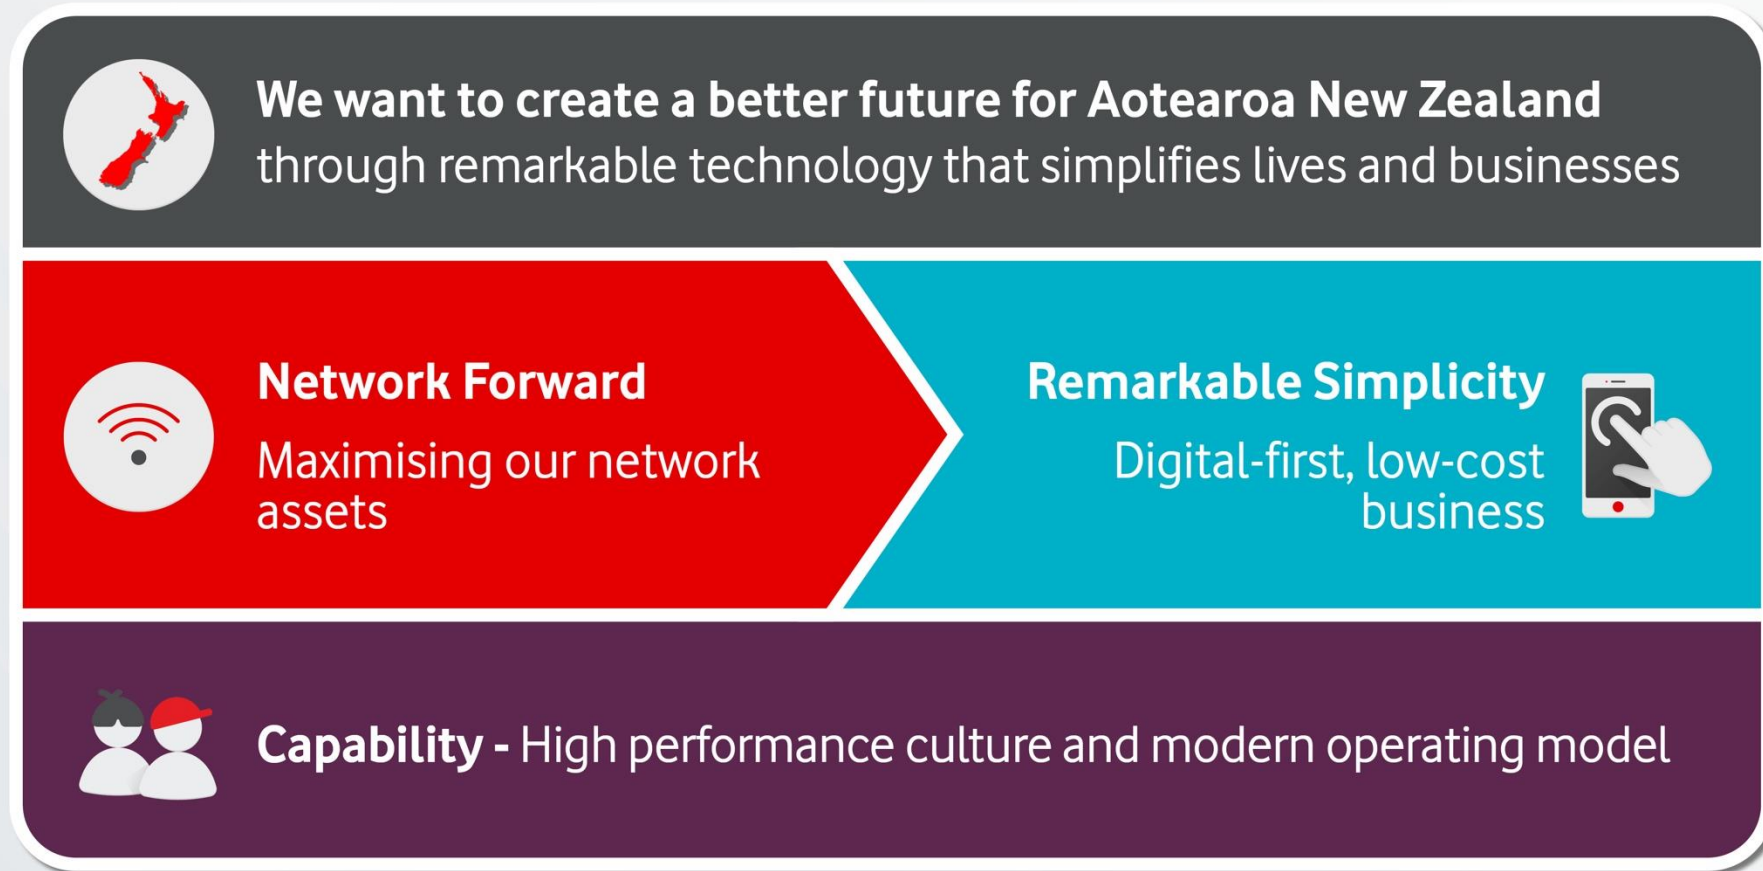 We want to create a better future for Aotearoa New Zealand
through remarkable technology that simplifies lives and businesses
Network Forward
Maximising our network
assets
Remarkable Simplicity
Digital-first, low-cost
business
Capability - High performance culture and modern operating model